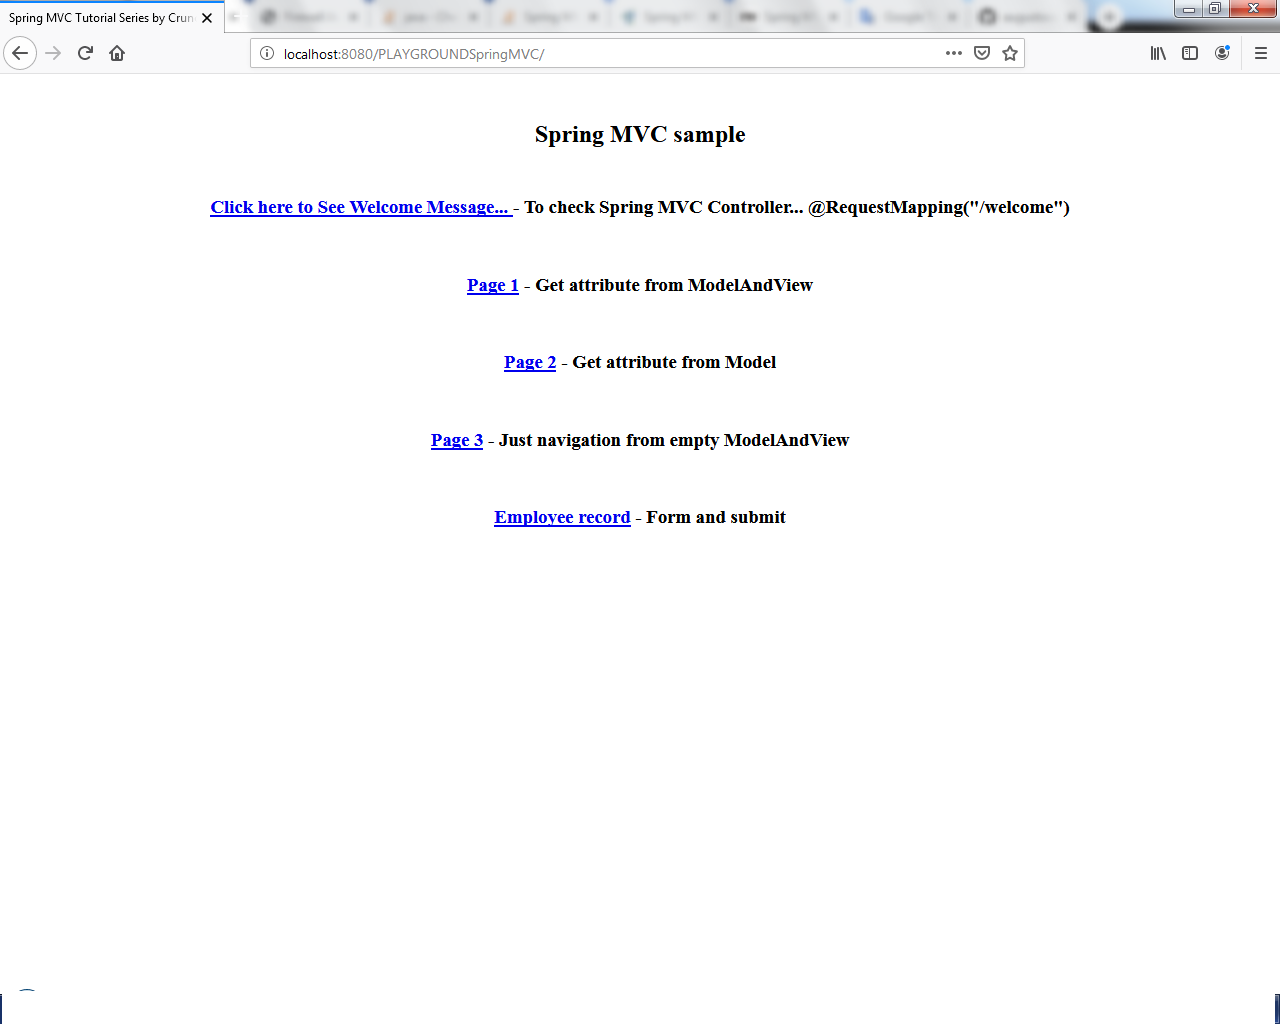 Spring MVC Tutorial Series by Crun
localhost:8080/PLAYGROUNDSpringMVC/
Spring MVC sample
Click here to See Welcome Message... - To check Spring MVC Controller... @RequestMapping("/welcome")
Page 1 - Get attribute from ModelAndView
Page 2 - Get attribute from Model
Page 3 - Just navigation from empty ModelAndView
Employee record - Form and submit